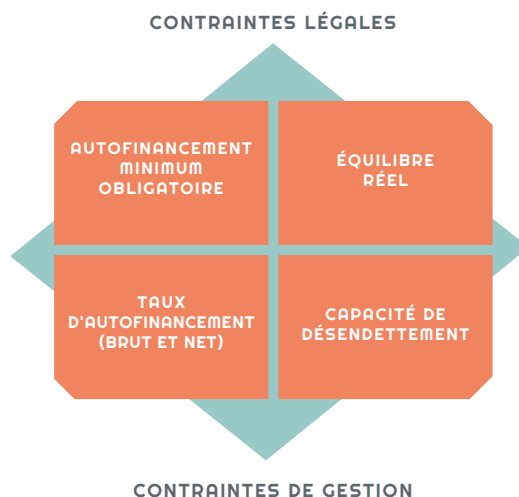 CONTRAINTES LÉGALES
AUTOFINANCEMENT
MINIMUM
OBLIGATOIRE
ÉQUILIBRE
RÉEL
TAUX
D'AUTOFINANCEMENT
(BRUT ET NET)
CAPACITÉ DE
DÉSENDETTEMENT
CONTRAINTES DE GESTION